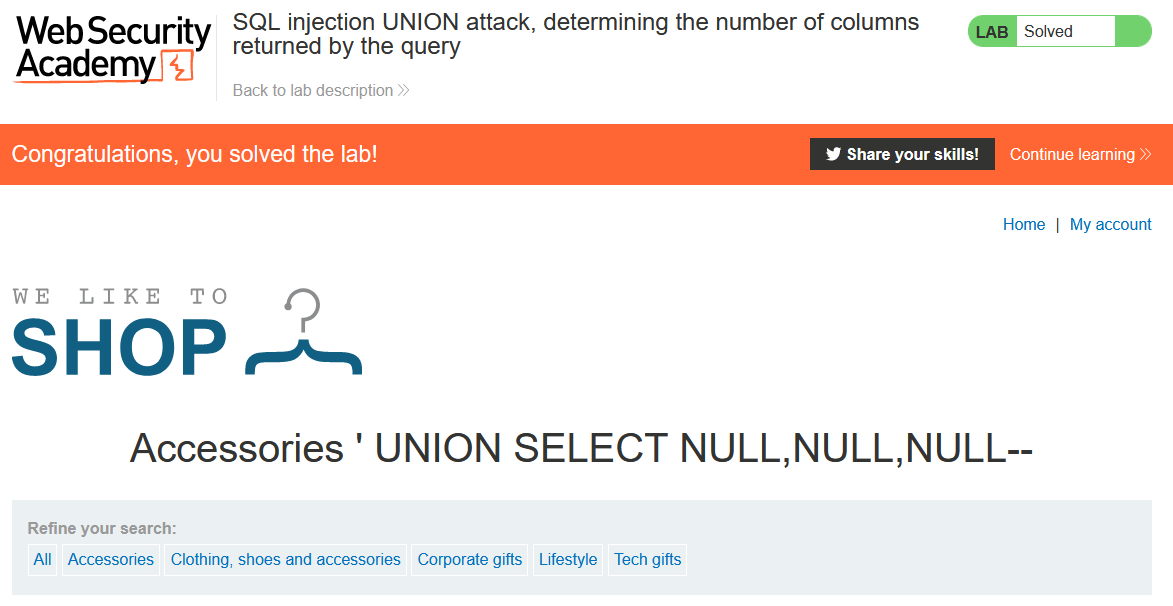 Web Security
Academy
SQL injection UNION attack, determining the number of columns
returned by the query
Back to lab description
LAB Solved
Congratulations, you solved the lab!
Share your skills!
Continue learning
Home | My account
WE LIKE TO
SHOP
Accessories ' UNION SELECT NULL,NULL,NULL--
Refine your search:
All Accessories Clothing, shoes and accessories Corporate gifts Lifestyle Tech gifts